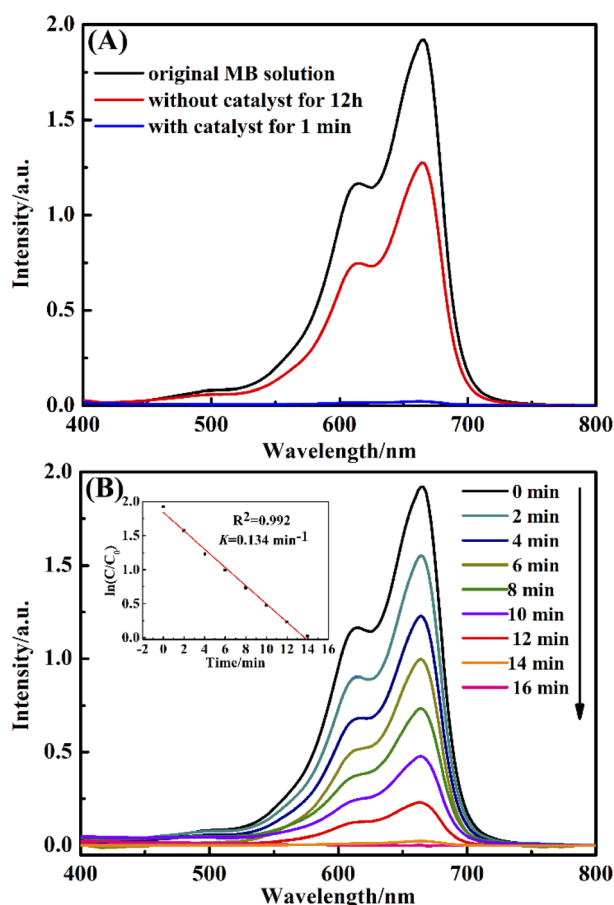 (A)
original MB solution
without catalyst for 12h
with catalyst for 1 min
Intensity/a.u.
2.0
1.5
1.0
0.5
0.0
400 500 600 700 800
Wavelength/nm
(B)
0 min
2 min
4 min
6 min
8 min
10 min
12 min
14 min
16 min
R²=0.992
K=0.134 min⁻¹
ln(C/C₀)
2.0
1.5
1.0
0.5
0.0
-2 0 2 4 6 8 10 12 14 16
Time/min
Intensity/a.u.
2.0
1.5
1.0
0.5
0.0
400 500 600 700 800
Wavelength/nm